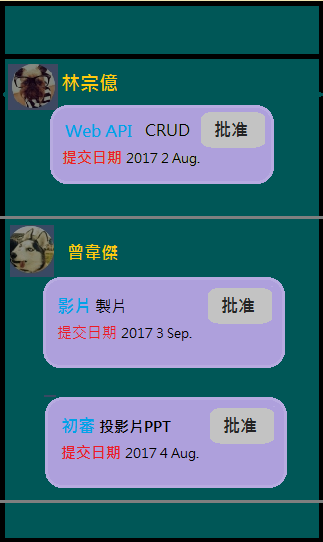 林宗億
Web API CRUD 批准
提交日期 2017 2 Aug.
曾韋傑
影片 製片 批准
提交日期 2017 3 Sep.
初審 投影片PPT 批准
提交日期 2017 4 Aug.